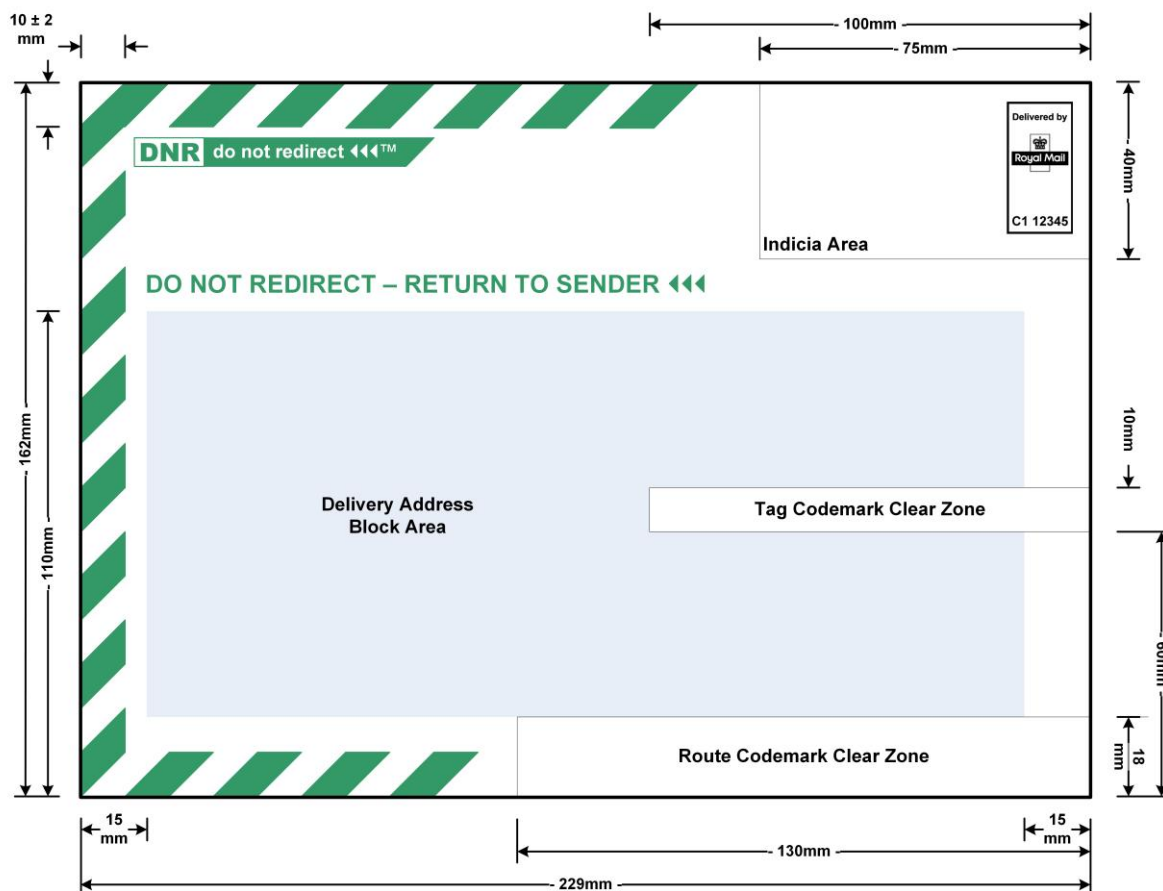 10 ± 2
mm
- 100mm -
- 75mm -
DNR do not redirect ™
Delivered by
Royal Mail
C1 12345
- 40mm -
Indicia Area
DO NOT REDIRECT – RETURN TO SENDER
- 162mm -
- 110mm -
10mm
Delivery Address
Block Area
Tag Codemark Clear Zone
- 60mm -
Route Codemark Clear Zone
18
mm
15
mm
15
mm
- 130mm -
- 229mm -